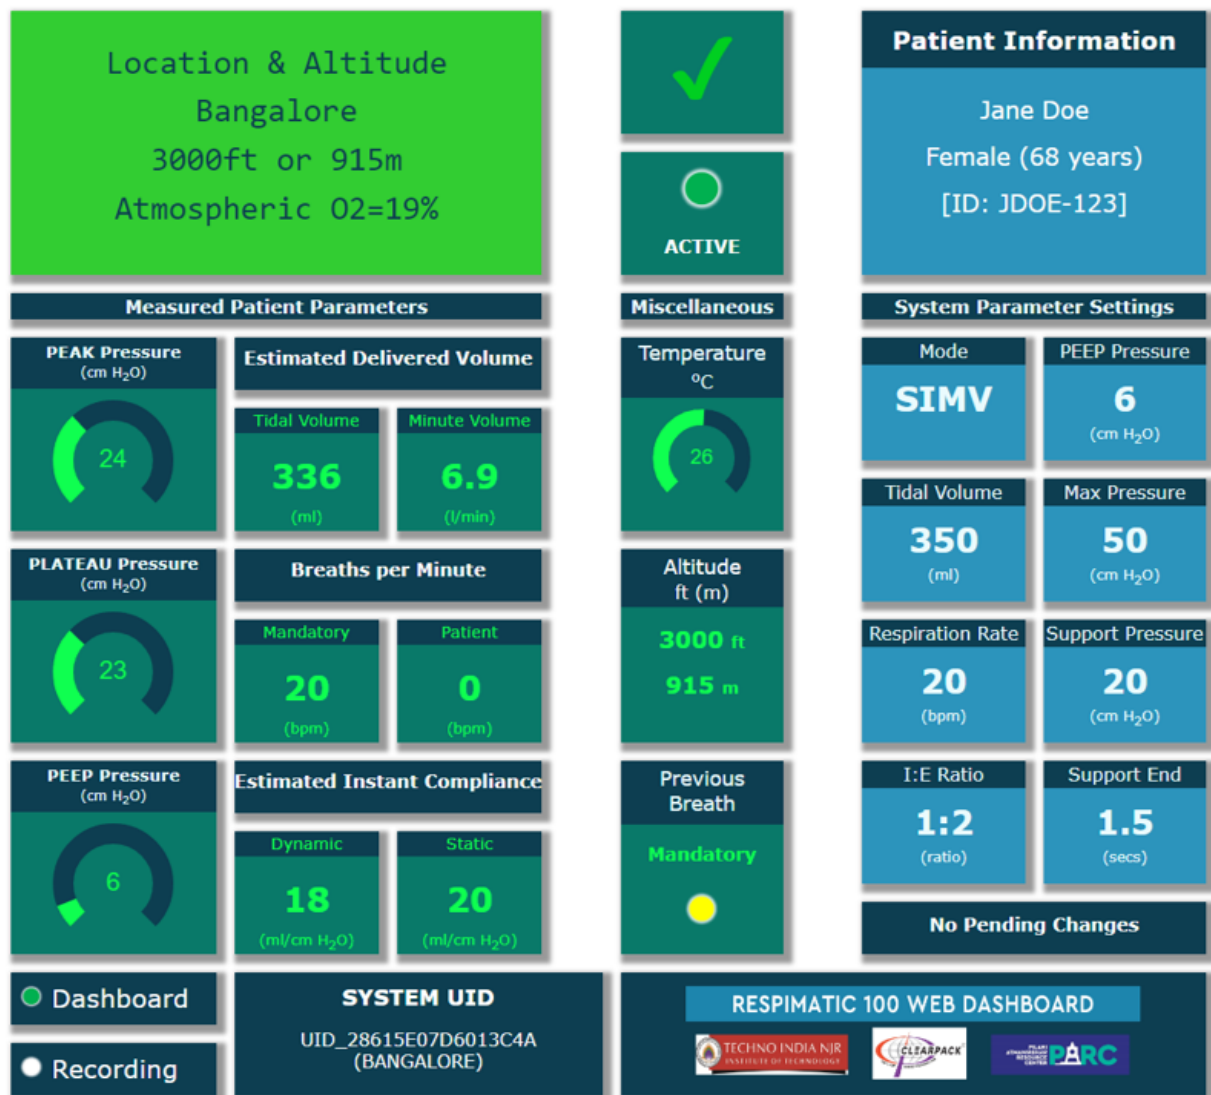 Location & Altitude
Bangalore
3000ft or 915m
Atmospheric O2=19%
ACTIVE
Patient Information
Jane Doe
Female (68 years)
[ID: JDOE-123]
Measured Patient Parameters
Miscellaneous
System Parameter Settings
PEAK Pressure
(cm H₂O)
24
Estimated Delivered Volume
Tidal Volume
336
(ml)
Minute Volume
6.9
(l/min)
Temperature
ºC
26
Mode
SIMV
PEEP Pressure
6
(cm H₂O)
Tidal Volume
350
(ml)
Max Pressure
50
(cm H₂O)
PLATEAU Pressure
(cm H₂O)
23
Breaths per Minute
Mandatory
20
(bpm)
Patient
0
(bpm)
Altitude
ft (m)
3000 ft
915 m
Respiration Rate
20
(bpm)
Support Pressure
20
(cm H₂O)
PEEP Pressure
(cm H₂O)
6
Estimated Instant Compliance
Dynamic
18
(ml/cm H₂O)
Static
20
(ml/cm H₂O)
Previous
Breath
Mandatory
I:E Ratio
1:2
(ratio)
Support End
1.5
(secs)
No Pending Changes
Dashboard
Recording
SYSTEM UID
UID_28615E07D6013C4A
(BANGALORE)
RESPIMATIC 100 WEB DASHBOARD
TECHNO INDIA NJR
INSTITUTE OF TECHNOLOGY
CLEARPACK
PARC